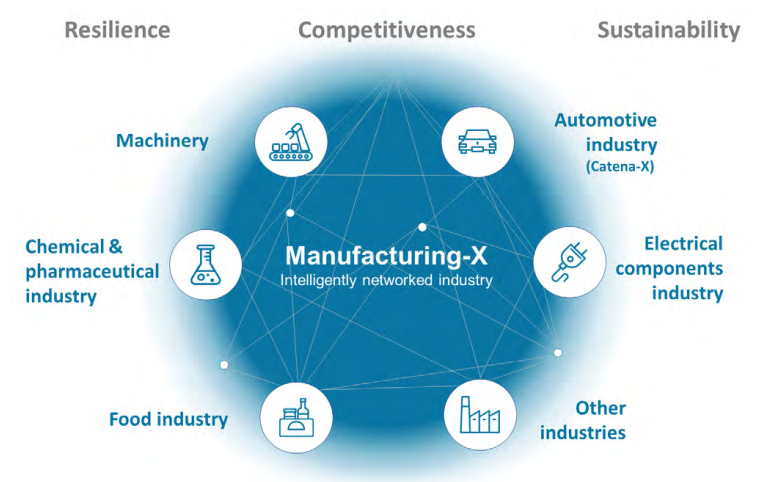 Resilience
Competitiveness
Sustainability
Machinery
Automotive
industry
(Catena-X)
Chemical &
pharmaceutical
industry
Manufacturing-X
Intelligently networked industry
Electrical
components
industry
Food industry
Other
industries